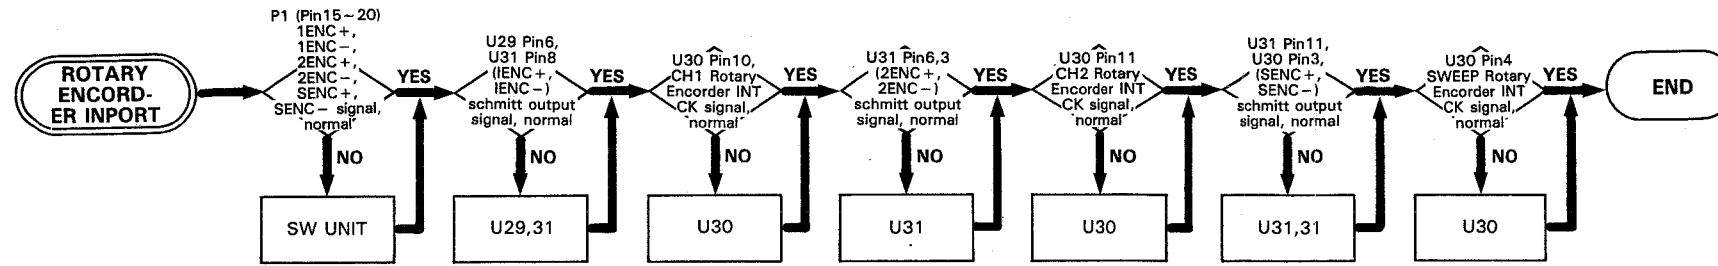 ROTARY
ENCORD-
ER INPORT
P1 (Pin15~20)
1ENC+,
1ENC-,
2ENC+,
2ENC-,
SENC+,
SENC- signal,
normal
YES
NO
SW UNIT
U29 Pin6,
U31 Pin8
(IENC+,
IENC-)
schmitt output
signal, normal
YES
NO
U29,31
U30 Pin10,
CH1 Rotary
Encorder INT
CK signal,
normal
YES
NO
U30
U31 Pin6,3
(2ENC+,
2ENC-)
schmitt output
signal, normal
YES
NO
U31
U30 Pin11
CH2 Rotary
Encorder INT
CK signal,
normal
YES
NO
U30
U31 Pin11,
U30 Pin3,
(SENC+,
SENC-)
schmitt output
signal, normal
YES
NO
U31,31
U30 Pin4
SWEEP Rotary
Encorder INT
CK signal,
normal
YES
NO
U30
END